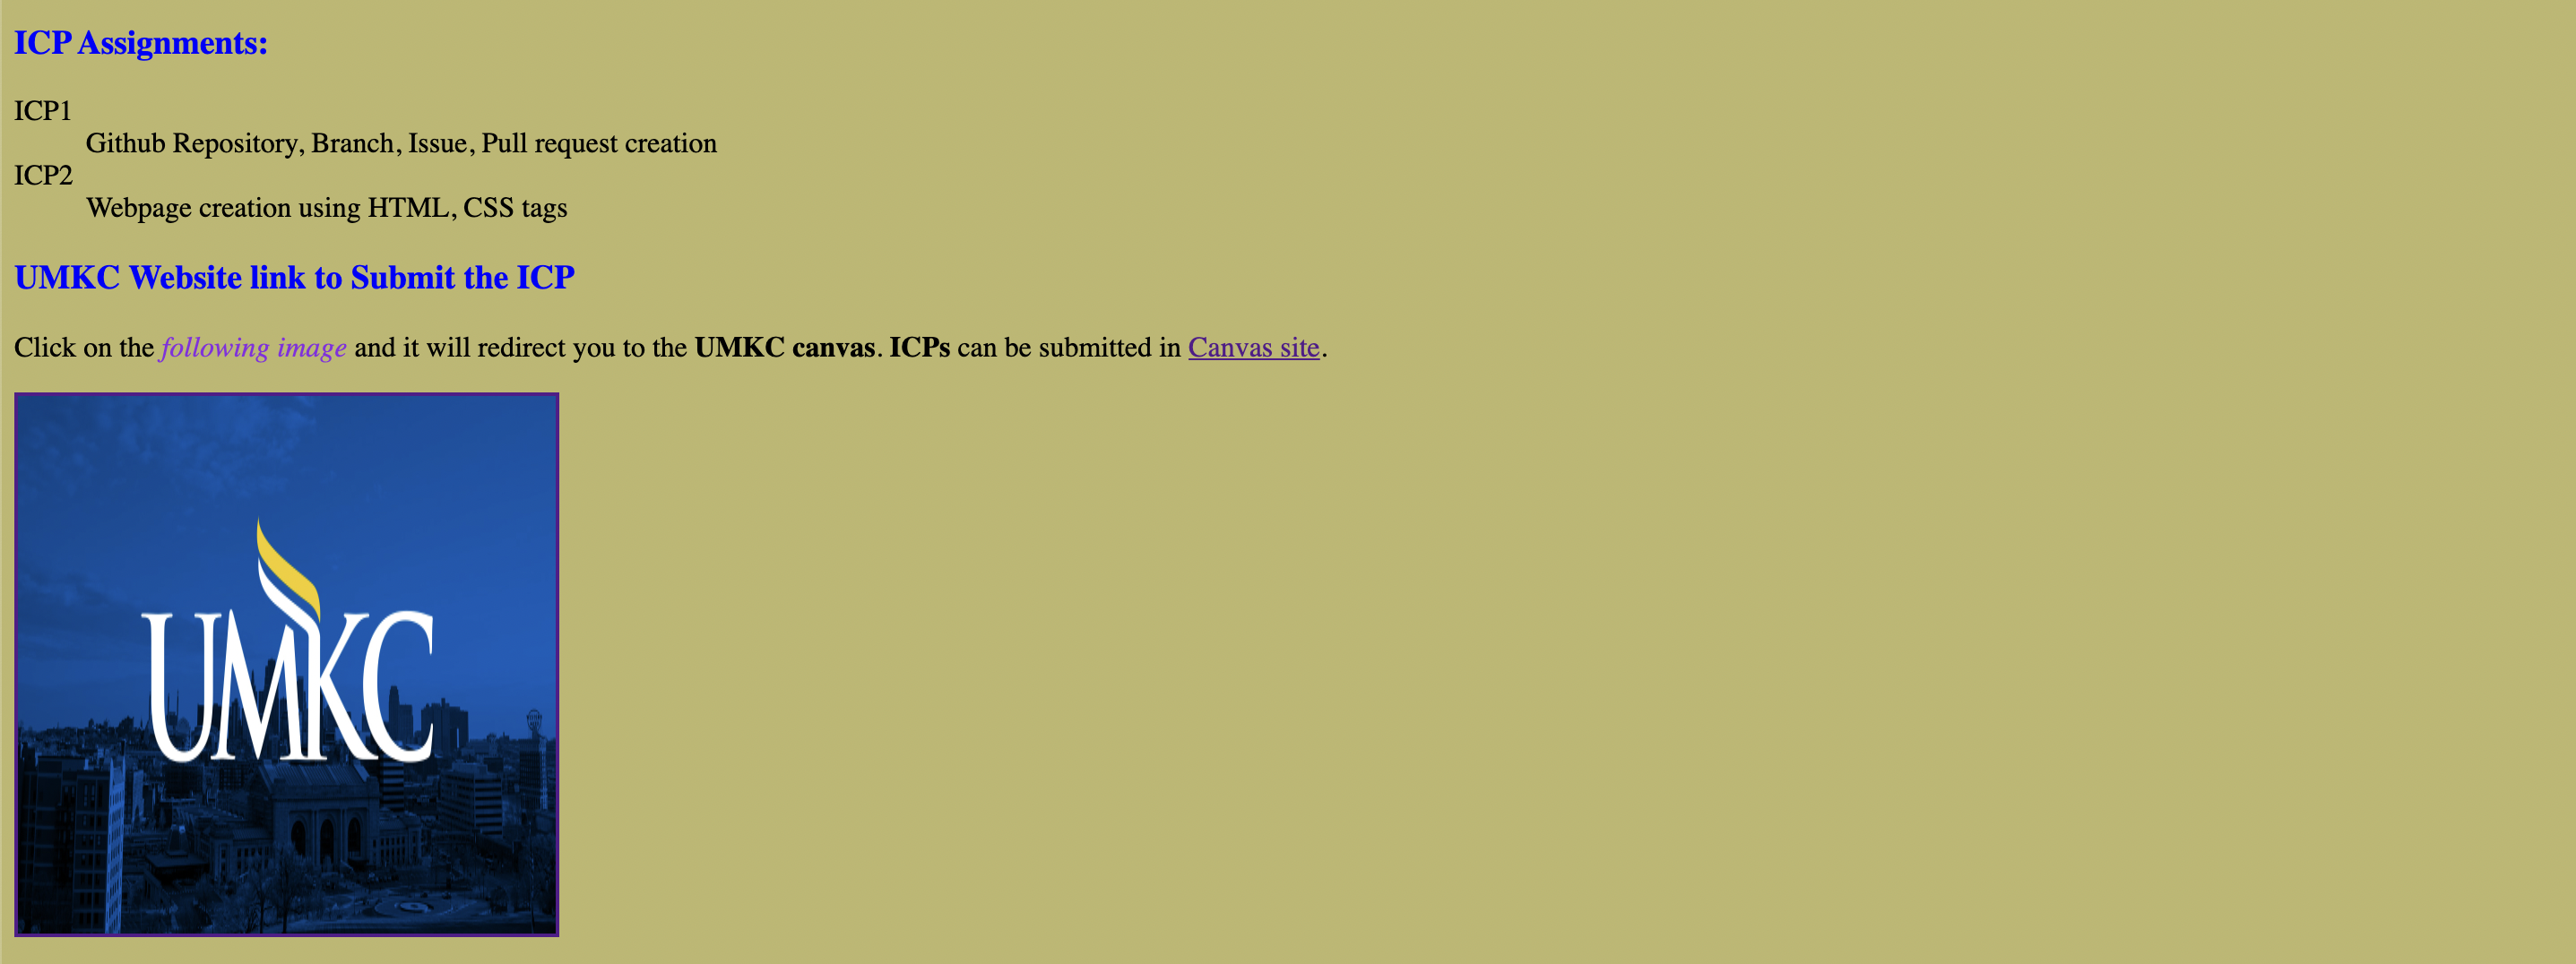 ICP Assignments:
ICP1
Github Repository, Branch, Issue, Pull request creation
ICP2
Webpage creation using HTML, CSS tags
UMKC Website link to Submit the ICP
Click on the following image and it will redirect you to the UMKC canvas. ICPs can be submitted in Canvas site.
UMKC